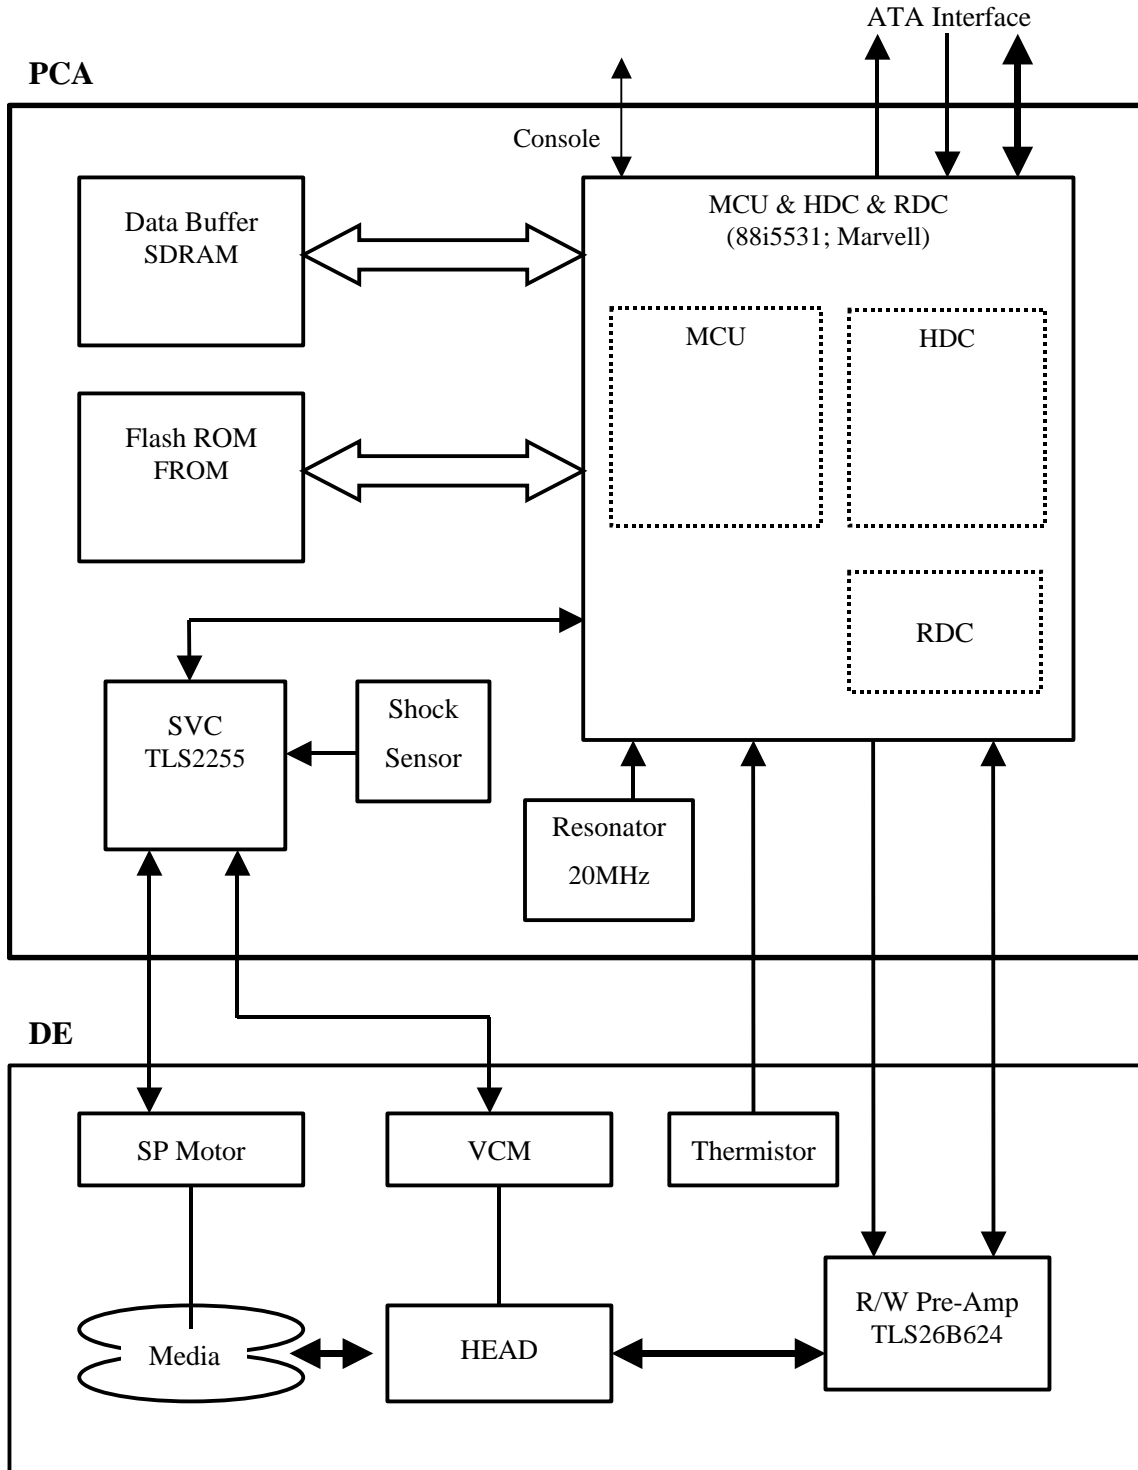 ATA Interface
PCA
Console
Data Buffer
SDRAM
MCU & HDC & RDC
(88i5531; Marvell)
MCU
HDC
Flash ROM
FROM
RDC
SVC
TLS2255
Shock
Sensor
Resonator
20MHz
DE
SP Motor
VCM
Thermistor
R/W Pre-Amp
TLS26B624
Media
HEAD